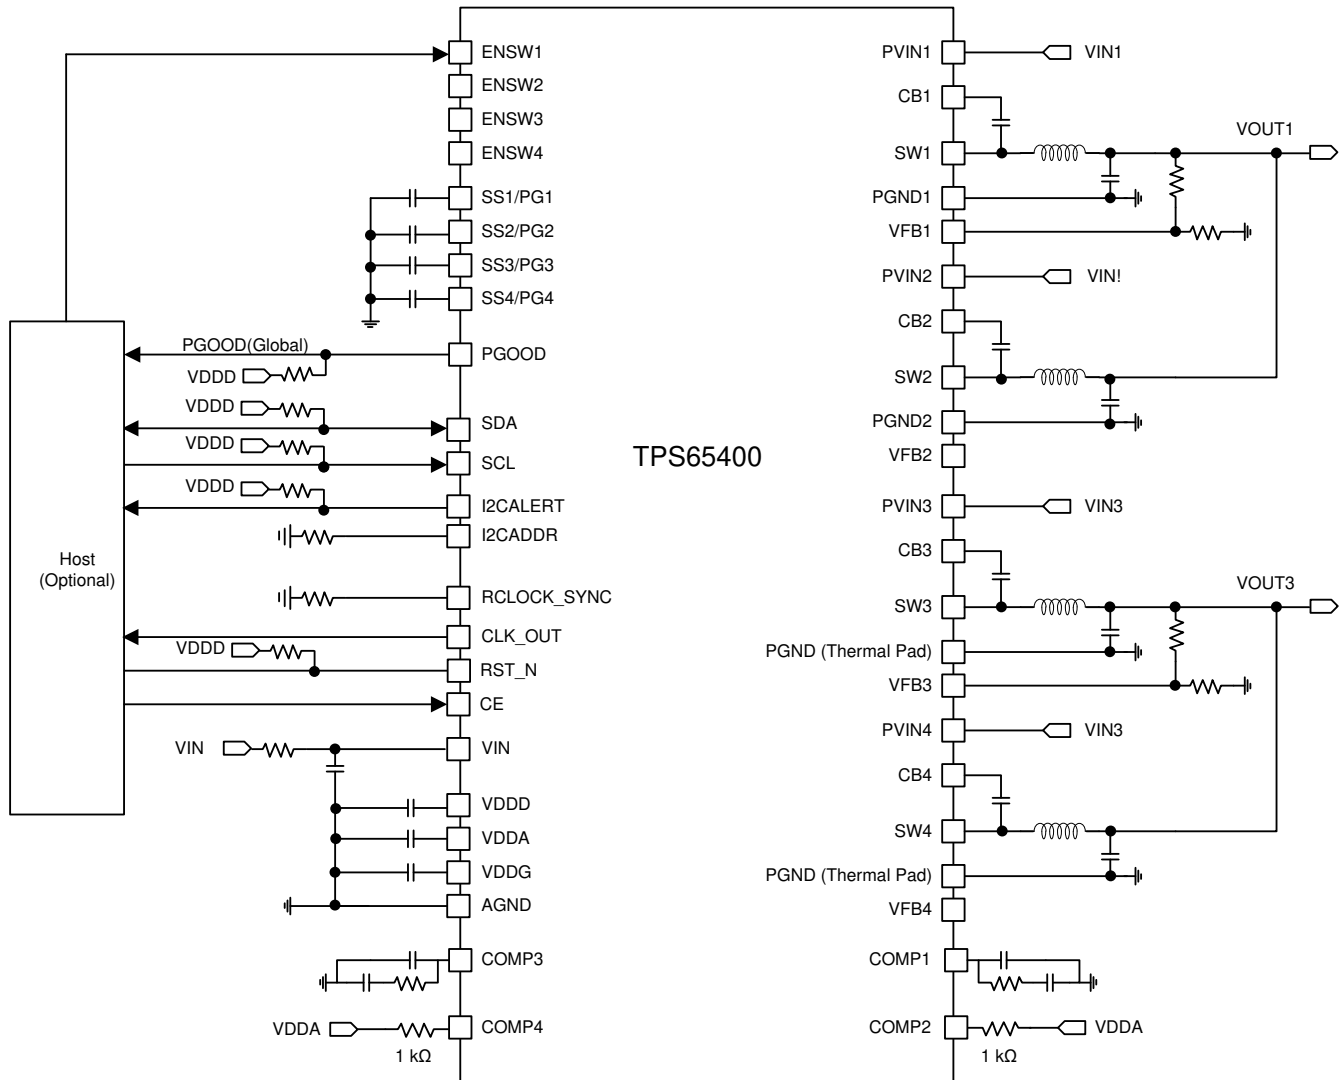 ENSW1
ENSW2
ENSW3
ENSW4
SS1/PG1
SS2/PG2
SS3/PG3
SS4/PG4
PGOOD(Global)
PGOOD
VDDD
VDDD
SDA
VDDD
SCL
VDDD
I2CALERT
I2CADDR
Host
(Optional)
RCLOCK_SYNC
CLK_OUT
VDDD
RST_N
CE
VIN
VIN
VDDD
VDDA
VDDG
AGND
COMP3
VDDA
COMP4
1 kΩ
TPS65400
PVIN1
VIN1
CB1
VOUT1
SW1
PGND1
VFB1
PVIN2
VIN!
CB2
SW2
PGND2
VFB2
PVIN3
VIN3
CB3
VOUT3
SW3
PGND (Thermal Pad)
VFB3
PVIN4
VIN3
CB4
SW4
PGND (Thermal Pad)
VFB4
COMP1
COMP2
VDDA
1 kΩ